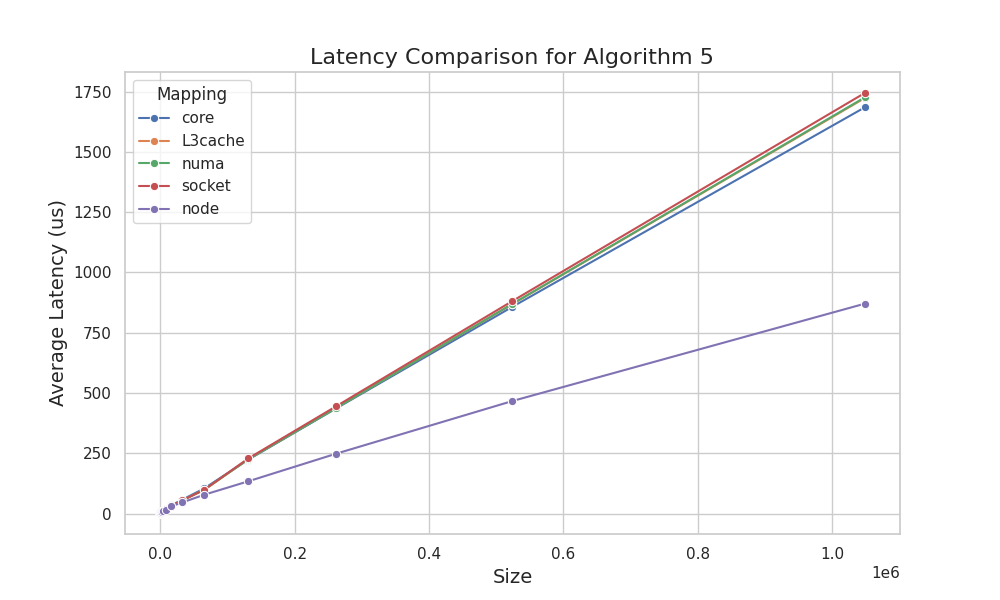 Latency Comparison for Algorithm 5
Mapping
core
L3cache
numa
socket
node
Average Latency (us)
1750
1500
1250
1000
750
500
250
0
0.0 0.2 0.4 0.6 0.8 1.0
1e6
Size